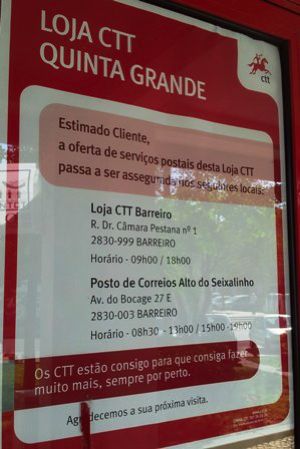 LOJA CTT
QUINTA GRANDE
ctt
Estimado Cliente,
a oferta de serviços postais desta Loja CTT
passa a ser assegurada nos seguintes locais:
Loja CTT Barreiro
R. Dr. Câmara Pestana nº 1
2830-999 BARREIRO
Horário - 09h00 / 18h00
Posto de Correios Alto do Seixalinho
Av. do Bocage 27 E
2830-003 BARREIRO
Horário - 08h30 - 13h00 / 15h00 -19h00
Os CTT estão consigo para que consiga fazer
muito mais, sempre por perto.
Agradecemos a sua próxima visita.